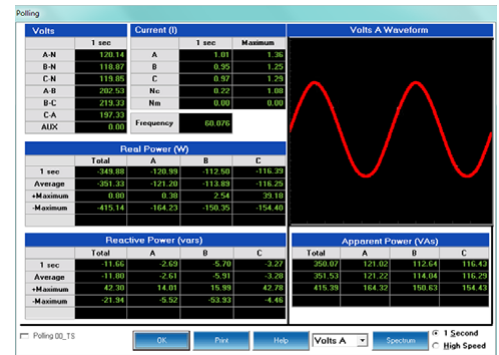 Polling
Volts
1 sec
A-N 120.14
B-N 118.87
C-N 119.85
A-B 202.53
B-C 219.33
C-A 197.33
AUX 0.00
Current (I)
1 sec Maximum
A 1.01 1.36
B 0.95 1.25
C 0.97 1.29
Nc 0.22 1.08
Nm 0.00 0.00
Frequency 60.076
Volts A Waveform
Real Power (W)
Total A B C
1 sec -349.88 -120.99 -112.50 -116.39
Average -351.33 -121.20 -113.89 -116.25
+Maximum 0.00 0.38 2.54 39.10
-Maximum -415.14 -164.23 -150.35 -154.40
Reactive Power (vars)
Total A B C
1 sec -11.66 -2.69 -5.70 -3.27
Average -11.80 -2.61 -5.91 -3.20
+Maximum 42.30 14.01 15.99 42.78
-Maximum -21.94 -5.52 -53.93 -4.46
Apparent Power (VAs)
Total A B C
350.07 121.02 112.64 116.43
351.53 121.22 114.04 116.29
415.39 164.32 150.63 154.43
Polling 00_TS
OK
Print
Help
Volts A
Spectrum
1 Second
High Speed